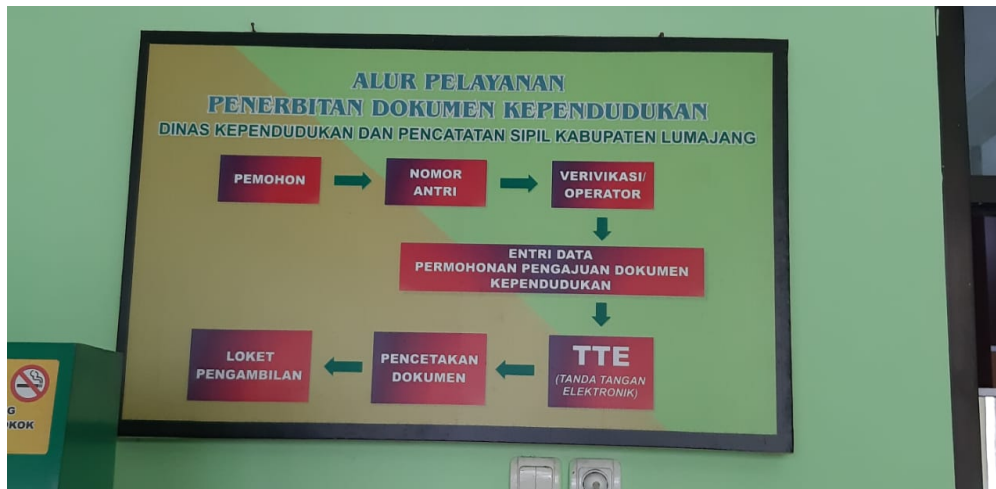 ALUR PELAYANAN
PENERBITAN DOKUMEN KEPENDUDUKAN
DINAS KEPENDUDUKAN DAN PENCATATAN SIPIL KABUPATEN LUMAJANG
PEMOHON
NOMOR
ANTRI
VERIVIKASI/
OPERATOR
ENTRI DATA
PERMOHONAN PENGAJUAN DOKUMEN
KEPENDUDUKAN
TTE
(TANDA TANGAN
ELEKTRONIK)
PENCETAKAN
DOKUMEN
LOKET
PENGAMBILAN